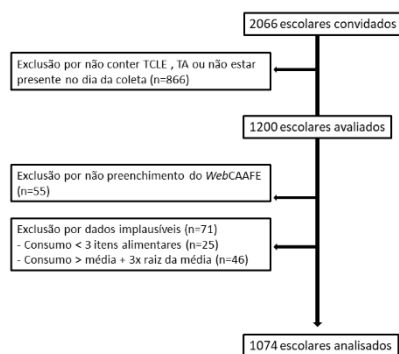 2066 escolares convidados
Exclusão por não conter TCLE , TA ou não estar
presente no dia da coleta (n=866)
1200 escolares avaliados
Exclusão por não preenchimento do WebCAAFE
(n=55)
Exclusão por dados implausíveis (n=71)
- Consumo < 3 itens alimentares (n=25)
- Consumo > média + 3x raiz da média (n=46)
1074 escolares analisados